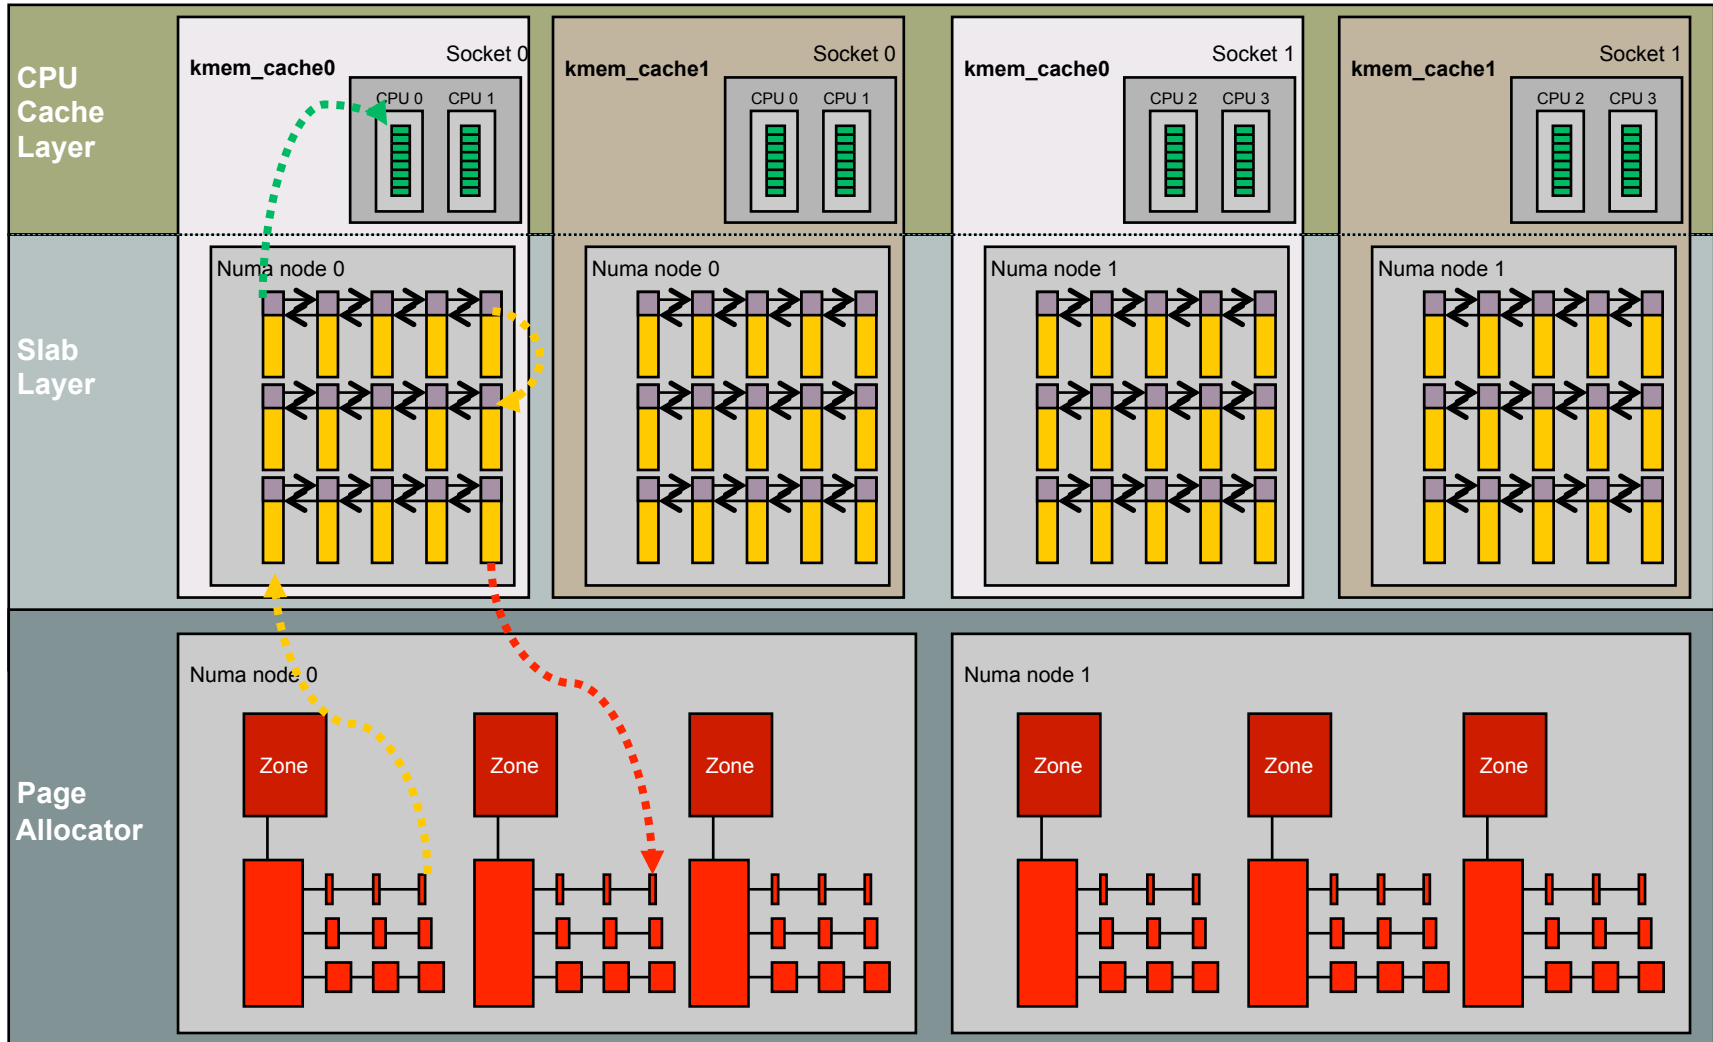 CPU
Cache
Layer
kmem_cache0
Socket 0
CPU 0
CPU 1
kmem_cache1
Socket 0
CPU 0
CPU 1
kmem_cache0
Socket 1
CPU 2
CPU 3
kmem_cache1
Socket 1
CPU 2
CPU 3
Slab
Layer
Numa node 0
Numa node 0
Numa node 1
Numa node 1
Page
Allocator
Numa node 0
Zone
Zone
Zone
Numa node 1
Zone
Zone
Zone